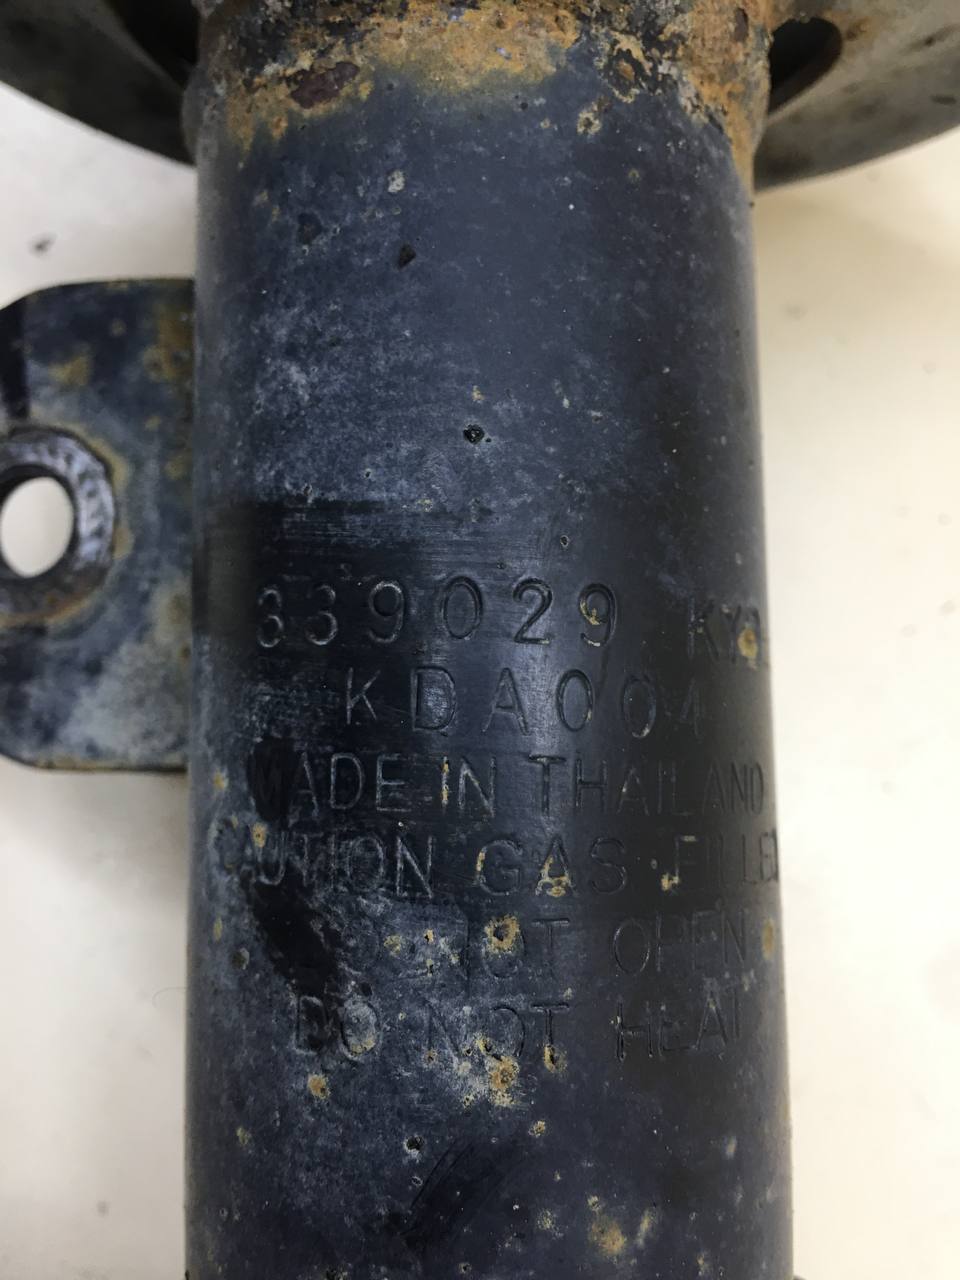 339029 KYB
KDA004
MADE IN THAILAND
CAUTION GAS FILLED
DO NOT OPEN
DO NOT HEAT